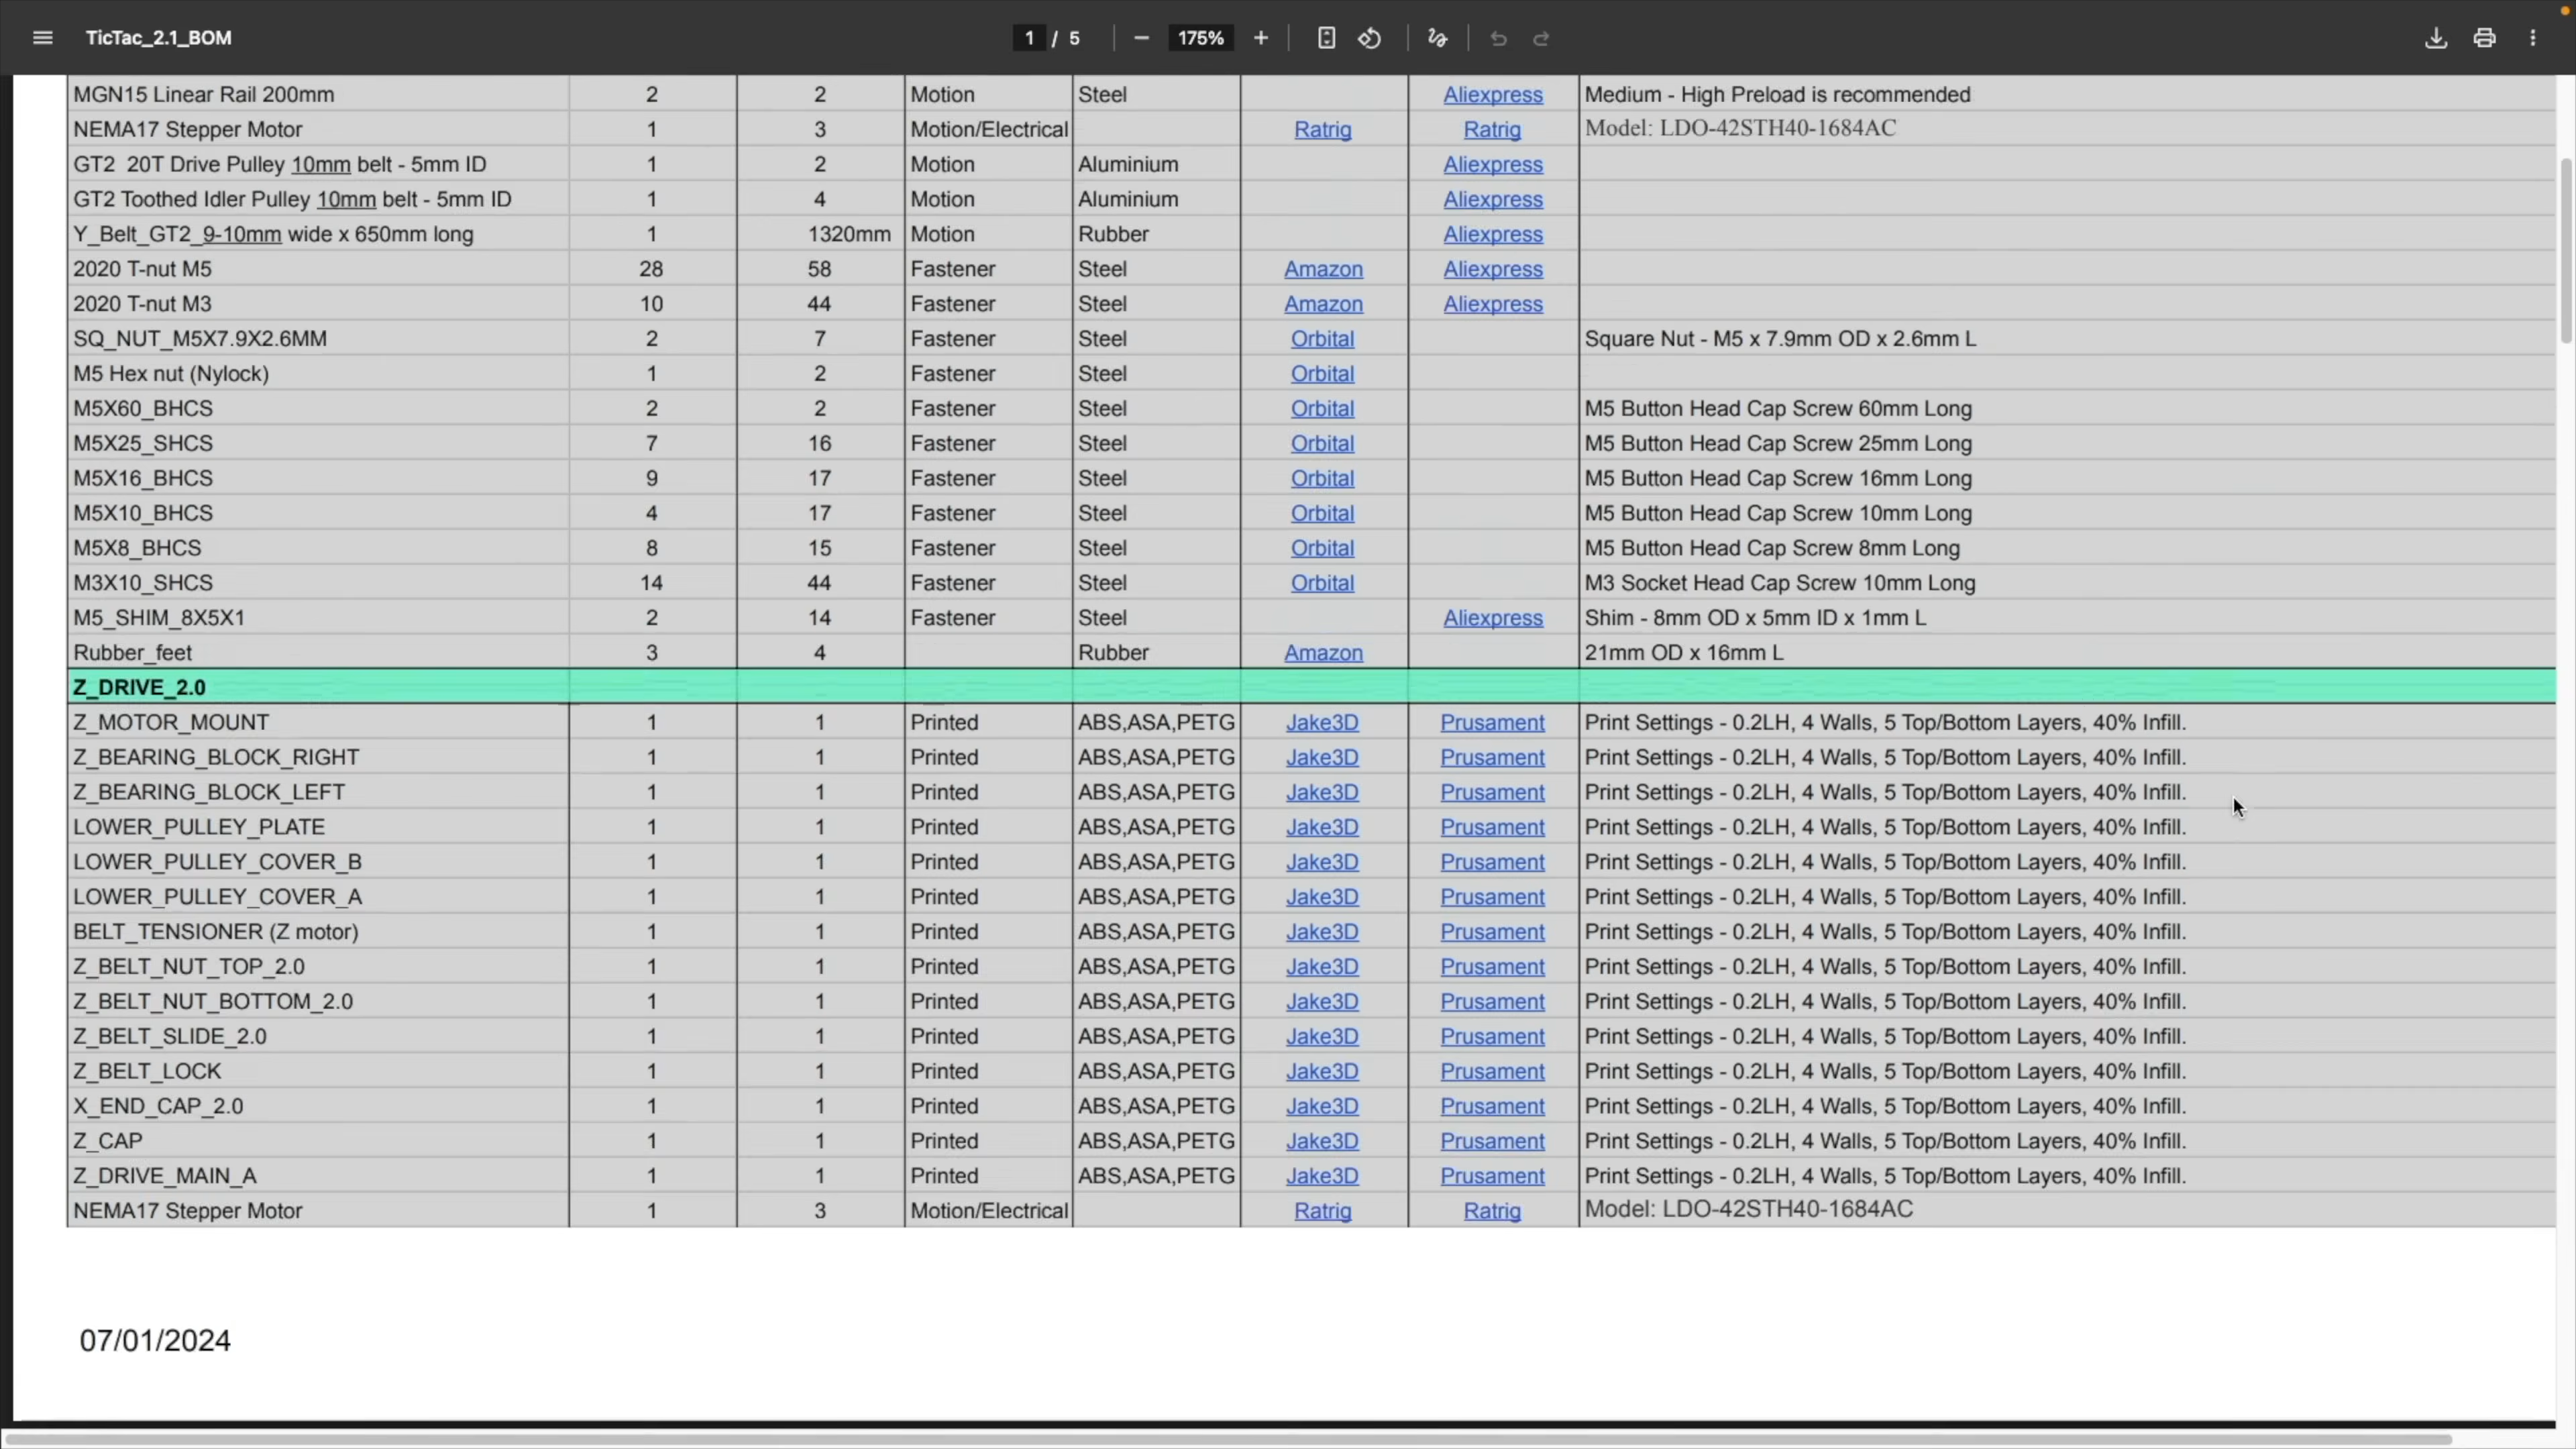 TicTac_2.1_BOM 1 / 5 175%
MGN15 Linear Rail 200mm 2 2 Motion Steel Aliexpress Medium - High Preload is recommended
NEMA17 Stepper Motor 1 3 Motion/Electrical Ratrig Ratrig Model: LDO-42STH40-1684AC
GT2 20T Drive Pulley 10mm belt - 5mm ID 1 2 Motion Aluminium Aliexpress
GT2 Toothed Idler Pulley 10mm belt - 5mm ID 1 4 Motion Aluminium Aliexpress
Y_Belt_GT2_9-10mm wide x 650mm long 1 1320mm Motion Rubber Aliexpress
2020 T-nut M5 28 58 Fastener Steel Amazon Aliexpress
2020 T-nut M3 10 44 Fastener Steel Amazon Aliexpress
SQ_NUT_M5X7.9X2.6MM 2 7 Fastener Steel Orbital Square Nut - M5 x 7.9mm OD x 2.6mm L
M5 Hex nut (Nylock) 1 2 Fastener Steel Orbital
M5X60_BHCS 2 2 Fastener Steel Orbital M5 Button Head Cap Screw 60mm Long
M5X25_SHCS 7 16 Fastener Steel Orbital M5 Button Head Cap Screw 25mm Long
M5X16_BHCS 9 17 Fastener Steel Orbital M5 Button Head Cap Screw 16mm Long
M5X10_BHCS 4 17 Fastener Steel Orbital M5 Button Head Cap Screw 10mm Long
M5X8_BHCS 8 15 Fastener Steel Orbital M5 Button Head Cap Screw 8mm Long
M3X10_SHCS 14 44 Fastener Steel Orbital M3 Socket Head Cap Screw 10mm Long
M5_SHIM_8X5X1 2 14 Fastener Steel Aliexpress Shim - 8mm OD x 5mm ID x 1mm L
Rubber_feet 3 4 Rubber Amazon 21mm OD x 16mm L
Z_DRIVE_2.0
Z_MOTOR_MOUNT 1 1 Printed ABS,ASA,PETG Jake3D Prusament Print Settings - 0.2LH, 4 Walls, 5 Top/Bottom Layers, 40% Infill.
Z_BEARING_BLOCK_RIGHT 1 1 Printed ABS,ASA,PETG Jake3D Prusament Print Settings - 0.2LH, 4 Walls, 5 Top/Bottom Layers, 40% Infill.
Z_BEARING_BLOCK_LEFT 1 1 Printed ABS,ASA,PETG Jake3D Prusament Print Settings - 0.2LH, 4 Walls, 5 Top/Bottom Layers, 40% Infill.
LOWER_PULLEY_PLATE 1 1 Printed ABS,ASA,PETG Jake3D Prusament Print Settings - 0.2LH, 4 Walls, 5 Top/Bottom Layers, 40% Infill.
LOWER_PULLEY_COVER_B 1 1 Printed ABS,ASA,PETG Jake3D Prusament Print Settings - 0.2LH, 4 Walls, 5 Top/Bottom Layers, 40% Infill.
LOWER_PULLEY_COVER_A 1 1 Printed ABS,ASA,PETG Jake3D Prusament Print Settings - 0.2LH, 4 Walls, 5 Top/Bottom Layers, 40% Infill.
BELT_TENSIONER (Z motor) 1 1 Printed ABS,ASA,PETG Jake3D Prusament Print Settings - 0.2LH, 4 Walls, 5 Top/Bottom Layers, 40% Infill.
Z_BELT_NUT_TOP_2.0 1 1 Printed ABS,ASA,PETG Jake3D Prusament Print Settings - 0.2LH, 4 Walls, 5 Top/Bottom Layers, 40% Infill.
Z_BELT_NUT_BOTTOM_2.0 1 1 Printed ABS,ASA,PETG Jake3D Prusament Print Settings - 0.2LH, 4 Walls, 5 Top/Bottom Layers, 40% Infill.
Z_BELT_SLIDE_2.0 1 1 Printed ABS,ASA,PETG Jake3D Prusament Print Settings - 0.2LH, 4 Walls, 5 Top/Bottom Layers, 40% Infill.
Z_BELT_LOCK 1 1 Printed ABS,ASA,PETG Jake3D Prusament Print Settings - 0.2LH, 4 Walls, 5 Top/Bottom Layers, 40% Infill.
X_END_CAP_2.0 1 1 Printed ABS,ASA,PETG Jake3D Prusament Print Settings - 0.2LH, 4 Walls, 5 Top/Bottom Layers, 40% Infill.
Z_CAP 1 1 Printed ABS,ASA,PETG Jake3D Prusament Print Settings - 0.2LH, 4 Walls, 5 Top/Bottom Layers, 40% Infill.
Z_DRIVE_MAIN_A 1 1 Printed ABS,ASA,PETG Jake3D Prusament Print Settings - 0.2LH, 4 Walls, 5 Top/Bottom Layers, 40% Infill.
NEMA17 Stepper Motor 1 3 Motion/Electrical Ratrig Ratrig Model: LDO-42STH40-1684AC
07/01/2024